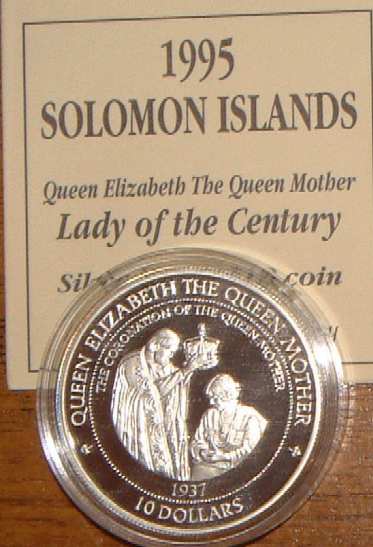 1995
SOLOMON ISLANDS
Queen Elizabeth The Queen Mother
Lady of the Century
coin
QUEEN ELIZABETH THE QUEEN MOTHER
THE CORONATION OF THE QUEEN MOTHER
1937
10 DOLLARS